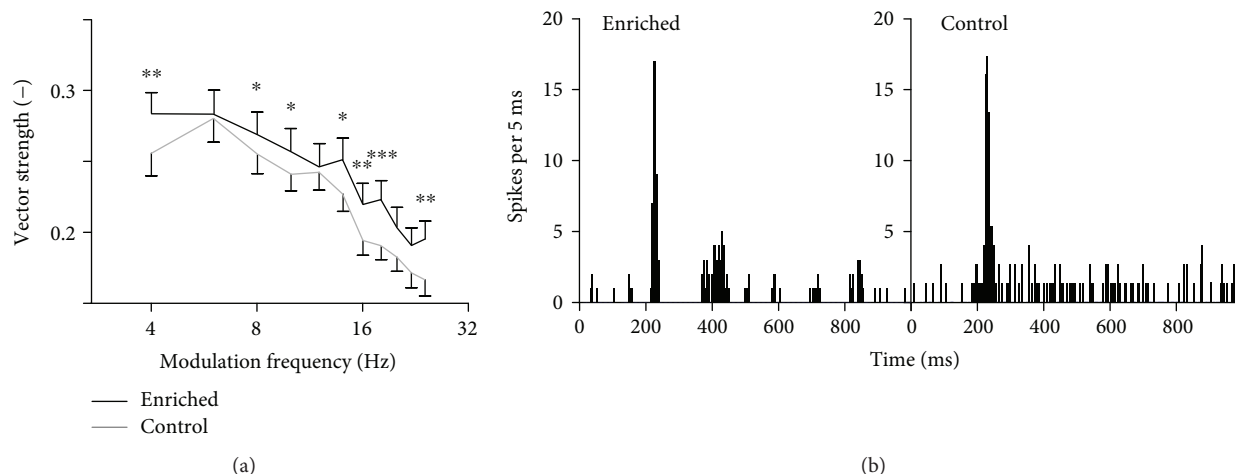 Vector strength (−)
0.3
0.2
** * * * ** *** **
4 8 16 32
Modulation frequency (Hz)
Enriched
Control
(a)
Spikes per 5 ms
Enriched
20
15
10
5
0
0 200 400 600 800
Control
20
15
10
5
0
0 200 400 600 800
Time (ms)
(b)